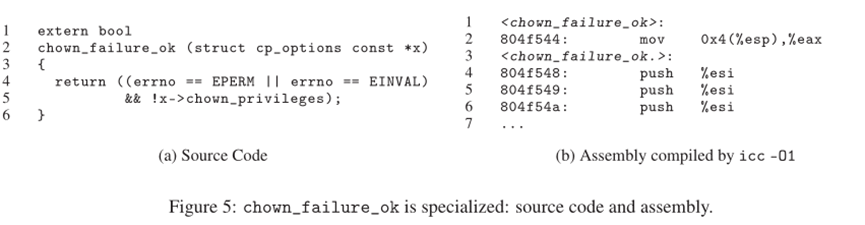 1 extern bool
2 chown_failure_ok (struct cp_options const *x)
3 {
4 return ((errno == EPERM || errno == EINVAL)
5 && !x->chown_privileges);
6 }
(a) Source Code
1 <chown_failure_ok>:
2 804f544: mov 0x4(%esp),%eax
3 <chown_failure_ok.>:
4 804f548: push %esi
5 804f549: push %esi
6 804f54a: push %esi
7 ...
(b) Assembly compiled by icc -O1
Figure 5: chown_failure_ok is specialized: source code and assembly.